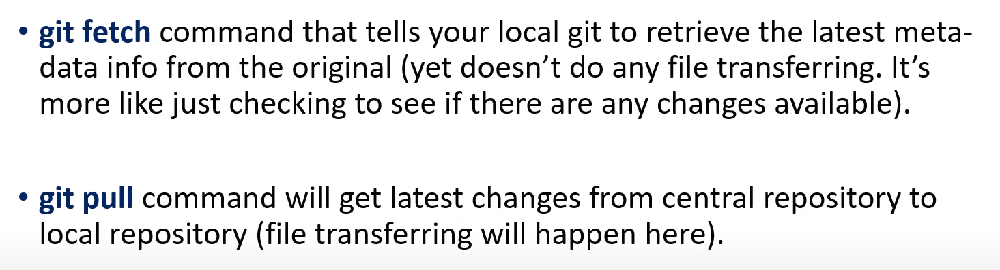 • git fetch command that tells your local git to retrieve the latest meta-
data info from the original (yet doesn’t do any file transferring. It’s
more like just checking to see if there are any changes available).
• git pull command will get latest changes from central repository to
local repository (file transferring will happen here).